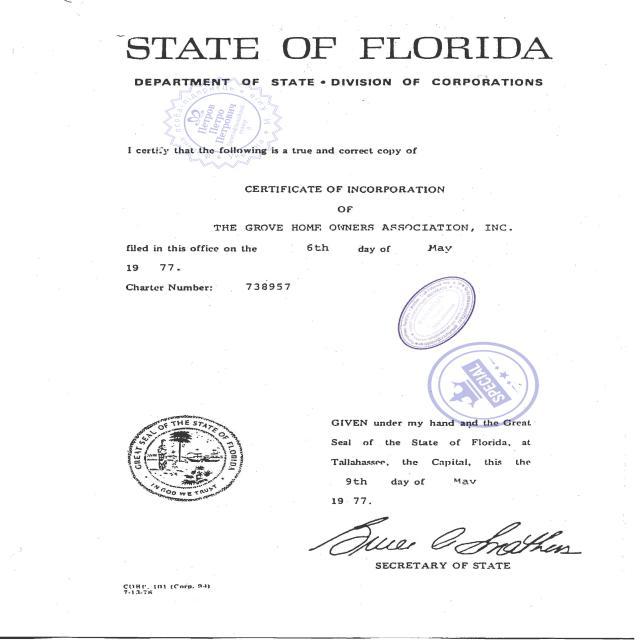 STATE OF FLORIDA
DEPARTMENT OF STATE • DIVISION OF CORPORATIONS
Петров
Петро
Петрович
I certify that the following is a true and correct copy of
CERTIFICATE OF INCORPORATION
OF
THE GROVE HOME OWNERS ASSOCIATION, INC.
filed in this office on the 6th day of May
19 77.
Charter Number: 738957
SPECIAL
GREAT SEAL OF THE STATE OF FLORIDA
IN GOD WE TRUST
GIVEN under my hand and the Great
Seal of the State of Florida, at
Tallahassee, the Capital, this the
9th day of May
19 77.
Bruce A Smathers
SECRETARY OF STATE
CORP. 101 (Corp. 94)
7-13-76